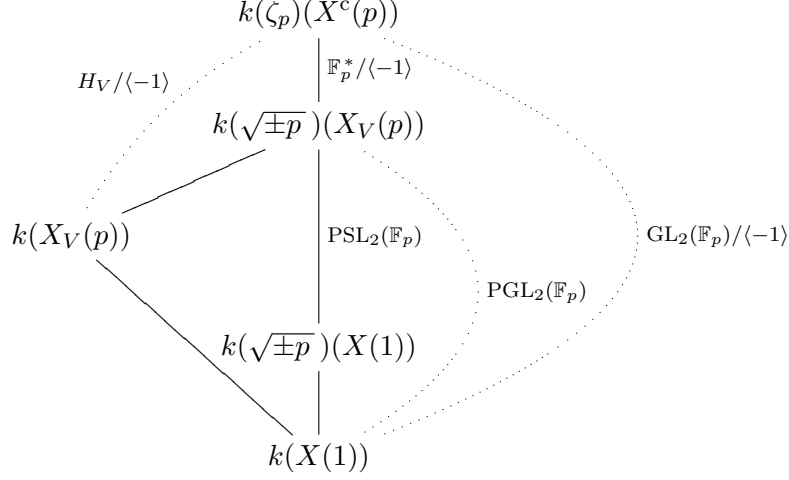 k(ζ_p)(X^c(p))
𝔽_p^*/⟨−1⟩
H_V/⟨−1⟩
k(√±p)(X_V(p))
k(X_V(p))
PSL_2(𝔽_p)
GL_2(𝔽_p)/⟨−1⟩
PGL_2(𝔽_p)
k(√±p)(X(1))
k(X(1))